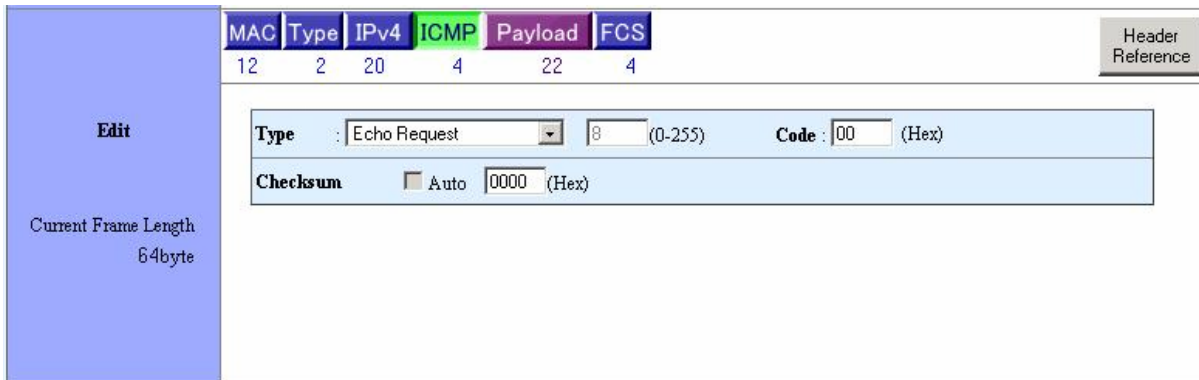 MAC Type IPv4 ICMP Payload FCS
12 2 20 4 22 4
Header
Reference
Edit
Type : Echo Request 8 (0-255) Code : 00 (Hex)
Checksum Auto 0000 (Hex)
Current Frame Length
64byte